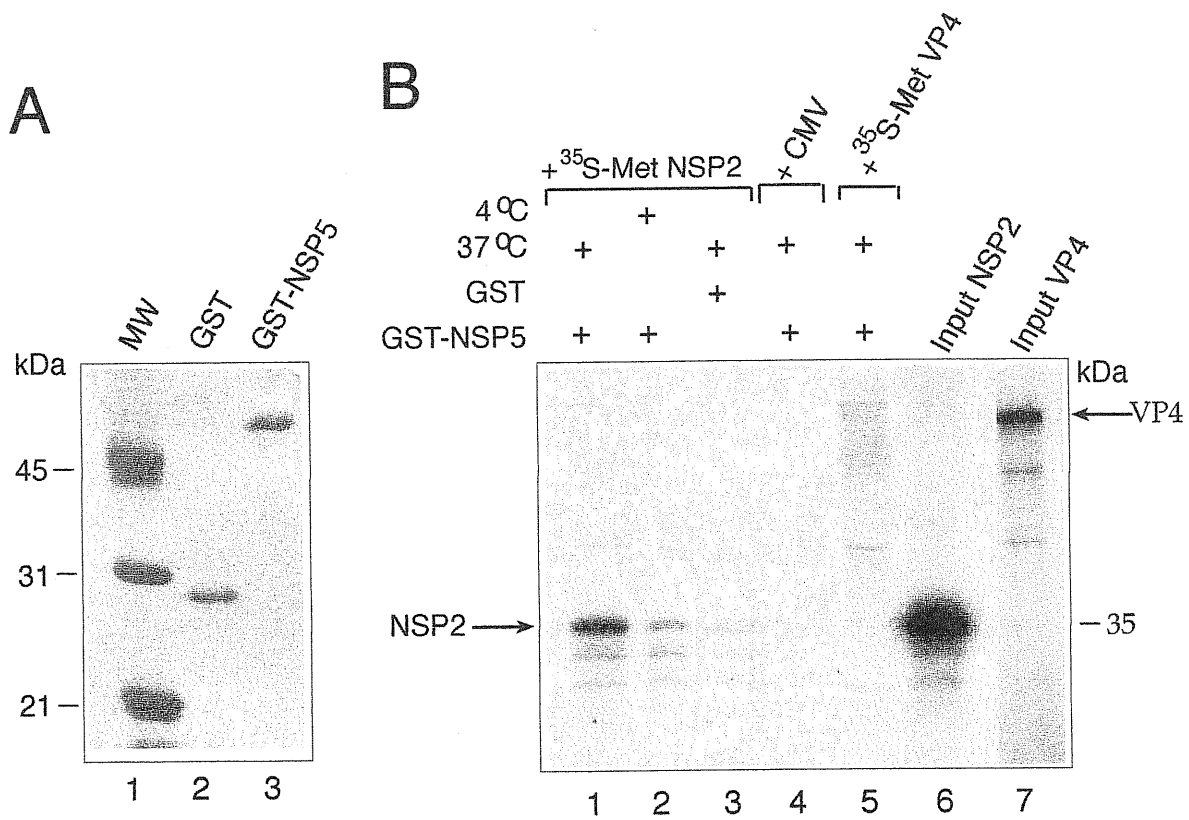 A
MW
GST
GST-NSP5
kDa
45
31
21
1 2 3
B
+ ³⁵S-Met NSP2
+ CMV
+ ³⁵S-Met VP4
4 ºC +
37 ºC + + + +
GST +
GST-NSP5 + + + +
Input NSP2
Input VP4
kDa
VP4
NSP2
35
1 2 3 4 5 6 7